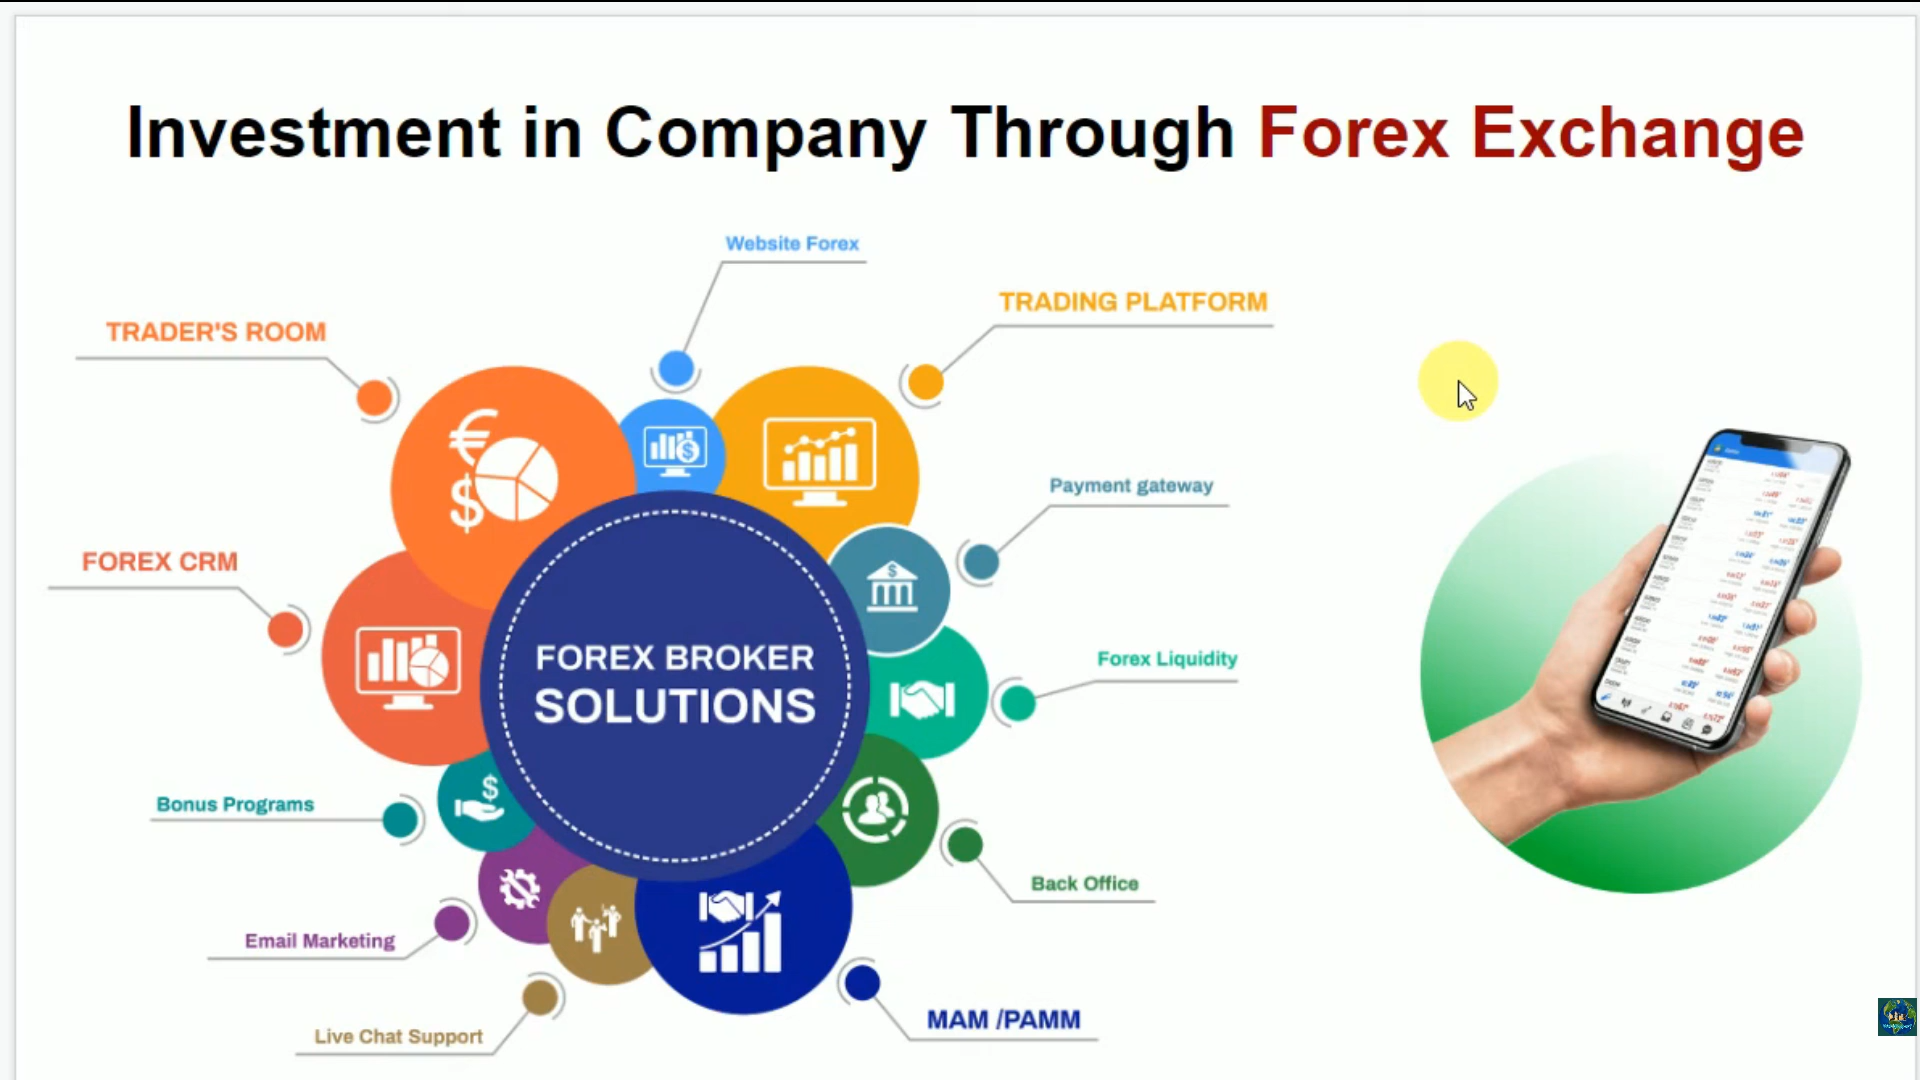 Investment in Company Through Forex Exchange
Website Forex
TRADING PLATFORM
TRADER'S ROOM
Payment gateway
FOREX CRM
FOREX BROKER
SOLUTIONS
Forex Liquidity
Bonus Programs
Back Office
Email Marketing
MAM /PAMM
Live Chat Support